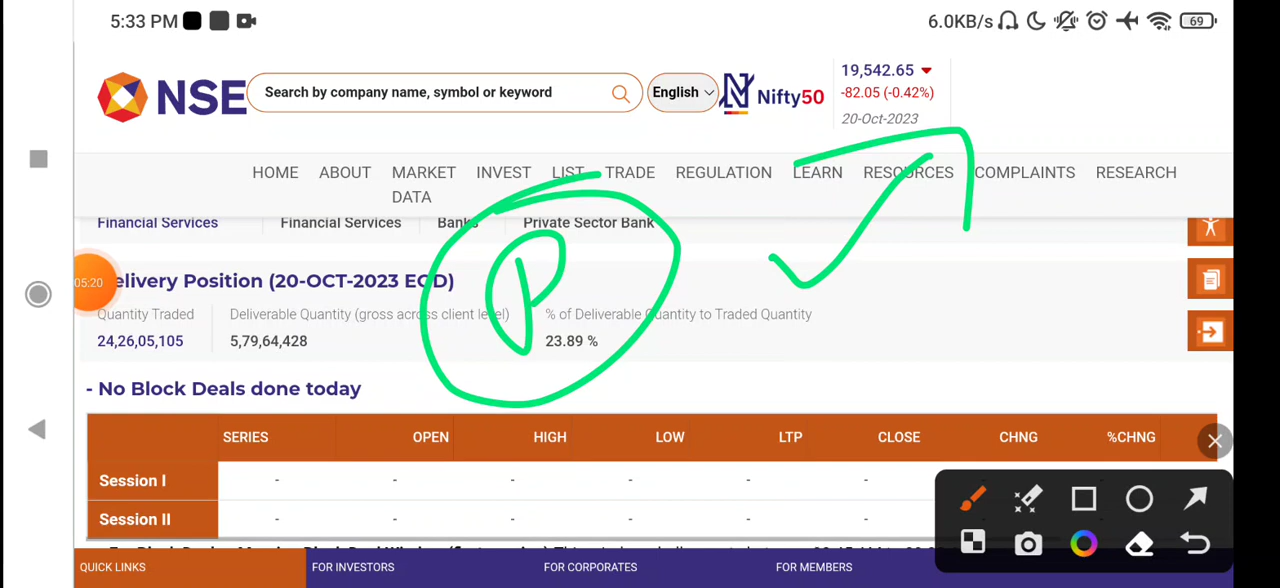 5:33 PM 6.0KB/s 69
NSE Search by company name, symbol or keyword English Nifty50 19,542.65
-82.05 (-0.42%)
20-Oct-2023
HOME ABOUT MARKET DATA INVEST LIST TRADE REGULATION LEARN RESOURCES COMPLAINTS RESEARCH
Financial Services Financial Services Banks Private Sector Bank
05:20 elivery Position (20-OCT-2023 EOD)
Quantity Traded Deliverable Quantity (gross across client level) % of Deliverable Quantity to Traded Quantity
24,26,05,105 5,79,64,428 23.89 %
P
- No Block Deals done today
SERIES OPEN HIGH LOW LTP CLOSE CHNG %CHNG
Session I - - - - - -
Session II - - - - - -
QUICK LINKS FOR INVESTORS FOR CORPORATES FOR MEMBERS